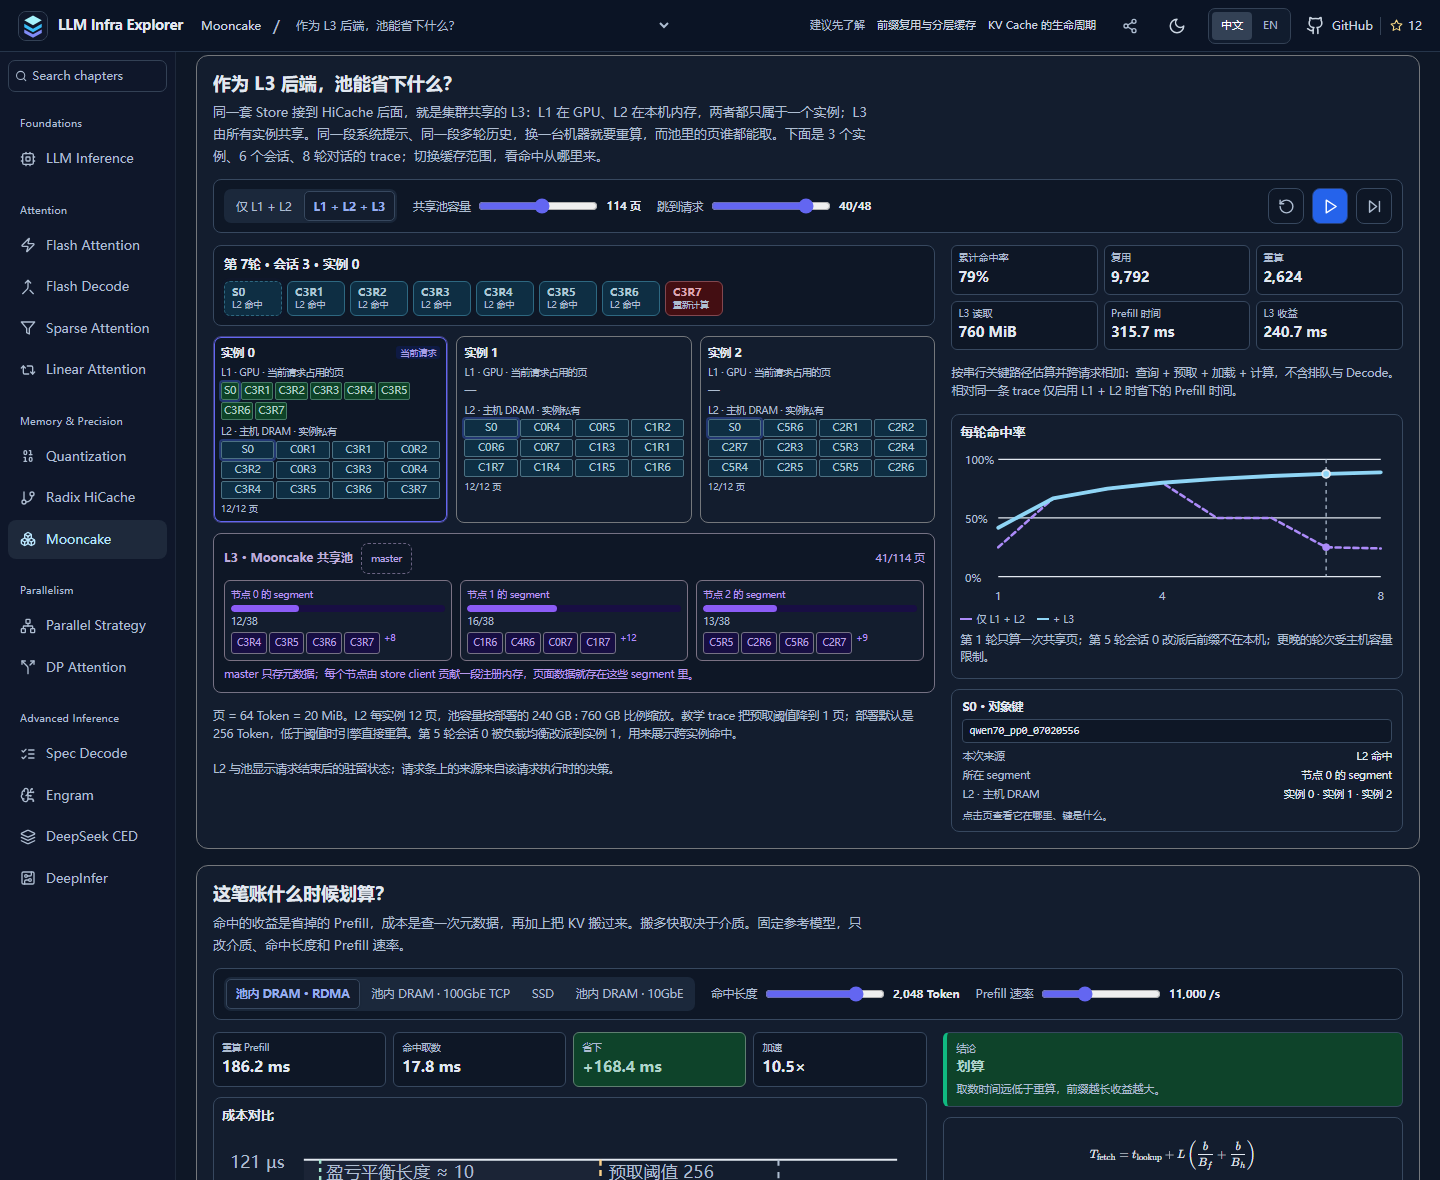 LLM Infra Explorer
Mooncake / 作为 L3 后端，池能省下什么？
建议先了解 前缀复用与分层缓存 KV Cache 的生命周期
中文 EN
GitHub
12
Search chapters
Foundations
LLM Inference
Attention
Flash Attention
Flash Decode
Sparse Attention
Linear Attention
Memory & Precision
Quantization
Radix HiCache
Mooncake
Parallelism
Parallel Strategy
DP Attention
Advanced Inference
Spec Decode
Engram
DeepSeek CED
DeepInfer
作为 L3 后端，池能省下什么？
同一套 Store 接到 HiCache 后面，就是集群共享的 L3：L1 在 GPU、L2 在本机内存，两者都只属于一个实例；L3
由所有实例共享。同一段系统提示、同一段多轮历史，换一台机器就要重算，而池里的页谁都能取。下面是 3 个实
例、6 个会话、8 轮对话的 trace；切换缓存范围，看命中从哪里来。
仅 L1 + L2 L1 + L2 + L3 共享池容量 114 页 跳到请求 40/48
第 7轮 • 会话 3 • 实例 0
S0 C3R1 C3R2 C3R3 C3R4 C3R5 C3R6 C3R7
L2 命中 L2 命中 L2 命中 L2 命中 L2 命中 L2 命中 L2 命中 重新计算
实例 0 当前请求
L1 · GPU · 当前请求占用的页
S0 C3R1 C3R2 C3R3 C3R4 C3R5
C3R6 C3R7
L2 · 主机 DRAM · 实例私有
S0 C0R1 C3R1 C0R2
C3R2 C0R3 C3R3 C0R4
C3R4 C3R5 C3R6 C3R7
12/12 页
实例 1
L1 · GPU · 当前请求占用的页
—
L2 · 主机 DRAM · 实例私有
S0 C0R4 C0R5 C1R2
C0R6 C0R7 C1R3 C1R1
C1R7 C1R4 C1R5 C1R6
12/12 页
实例 2
L1 · GPU · 当前请求占用的页
—
L2 · 主机 DRAM · 实例私有
S0 C5R6 C2R1 C2R2
C2R7 C2R3 C5R3 C2R4
C5R4 C2R5 C5R5 C2R6
12/12 页
L3 • Mooncake 共享池 master 41/114 页
节点 0 的 segment
12/38
C3R4 C3R5 C3R6 C3R7 +8
节点 1 的 segment
16/38
C1R6 C4R6 C0R7 C1R7 +12
节点 2 的 segment
13/38
C5R5 C2R6 C5R6 C2R7 +9
master 只存元数据；每个节点由 store client 贡献一段注册内存，页面数据就存在这些 segment 里。
页 = 64 Token = 20 MiB。L2 每实例 12 页，池容量按部署的 240 GB : 760 GB 比例缩放。教学 trace 把预取阈值降到 1 页；部署默认是
256 Token，低于阈值时引擎直接重算。第 5 轮会话 0 被负载均衡改派到实例 1，用来展示跨实例命中。
L2 与池显示请求结束后的驻留状态；请求条上的来源来自该请求执行时的决策。
累计命中率
79%
复用
9,792
重算
2,624
L3 读取
760 MiB
Prefill 时间
315.7 ms
L3 收益
240.7 ms
按串行关键路径估算并跨请求相加：查询 + 预取 + 加载 + 计算，不含排队与 Decode。
相对同一条 trace 仅启用 L1 + L2 时省下的 Prefill 时间。
每轮命中率
100%
50%
0%
1 4 8
仅 L1 + L2 + L3
第 1 轮只算一次共享页；第 5 轮会话 0 改派后前缀不在本机；更晚的轮次受主机容量
限制。
S0 • 对象键
qwen70_pp0_07020556
本次来源 L2 命中
所在 segment 节点 0 的 segment
L2 · 主机 DRAM 实例 0 · 实例 1 · 实例 2
点击页查看它在哪里、键是什么。
这笔账什么时候划算？
命中的收益是省掉的 Prefill，成本是查一次元数据，再加上把 KV 搬过来。搬多快取决于介质。固定参考模型，只
改介质、命中长度和 Prefill 速率。
池内 DRAM • RDMA 池内 DRAM · 100GbE TCP SSD 池内 DRAM · 10GbE 命中长度 2,048 Token Prefill 速率 11,000 /s
重算 Prefill
186.2 ms
命中取数
17.8 ms
省下
+168.4 ms
加速
10.5×
结论
划算
取数时间远低于重算，前缀越长收益越大。
成本对比
121 μs
盈亏平衡长度 ≈ 10
预取阈值 256
T_fetch = t_lookup + L (b/B_f + b/B_h)